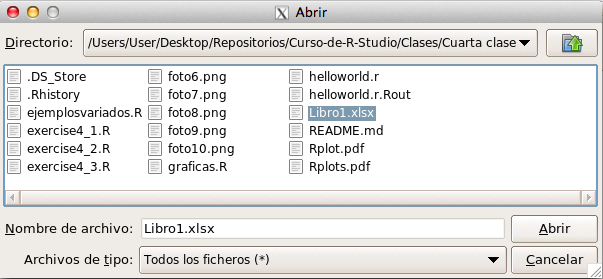 Abrir
Directorio: /Users/User/Desktop/Repositorios/Curso-de-R-Studio/Clases/Cuarta clase
.DS_Store foto6.png helloworld.r
.Rhistory foto7.png helloworld.r.Rout
ejemplosvariados.R foto8.png Libro1.xlsx
exercise4_1.R foto9.png README.md
exercise4_2.R foto10.png Rplot.pdf
exercise4_3.R graficas.R Rplots.pdf
Nombre de archivo: Libro1.xlsx Abrir
Archivos de tipo: Todos los ficheros (*) Cancelar